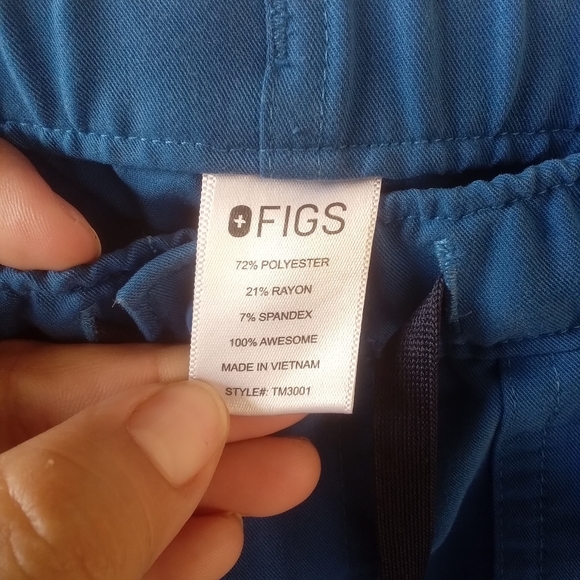 FIGS
72% POLYESTER
21% RAYON
7% SPANDEX
100% AWESOME
MADE IN VIETNAM
STYLE#: TM3001